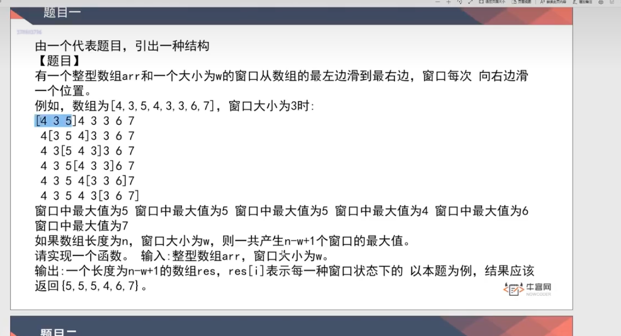 题目一
由一个代表题目，引出一种结构
【题目】
有一个整型数组arr和一个大小为w的窗口从数组的最左边滑到最右边，窗口每次 向右边滑
一个位置。
例如，数组为[4,3,5,4,3,3,6,7]，窗口大小为3时:
[4 3 5]4 3 3 6 7
4[3 5 4]3 3 6 7
4 3[5 4 3]3 6 7
4 3 5[4 3 3]6 7
4 3 5 4[3 3 6]7
4 3 5 4 3[3 6 7]
窗口中最大值为5 窗口中最大值为5 窗口中最大值为5 窗口中最大值为4 窗口中最大值为6
窗口中最大值为7
如果数组长度为n，窗口大小为w，则一共产生n-w+1个窗口的最大值。
请实现一个函数。 输入:整型数组arr，窗口大小为w。
输出:一个长度为n-w+1的数组res，res[i]表示每一种窗口状态下的 以本题为例，结果应该
返回{5,5,5,4,6,7}。
牛客网
题目二